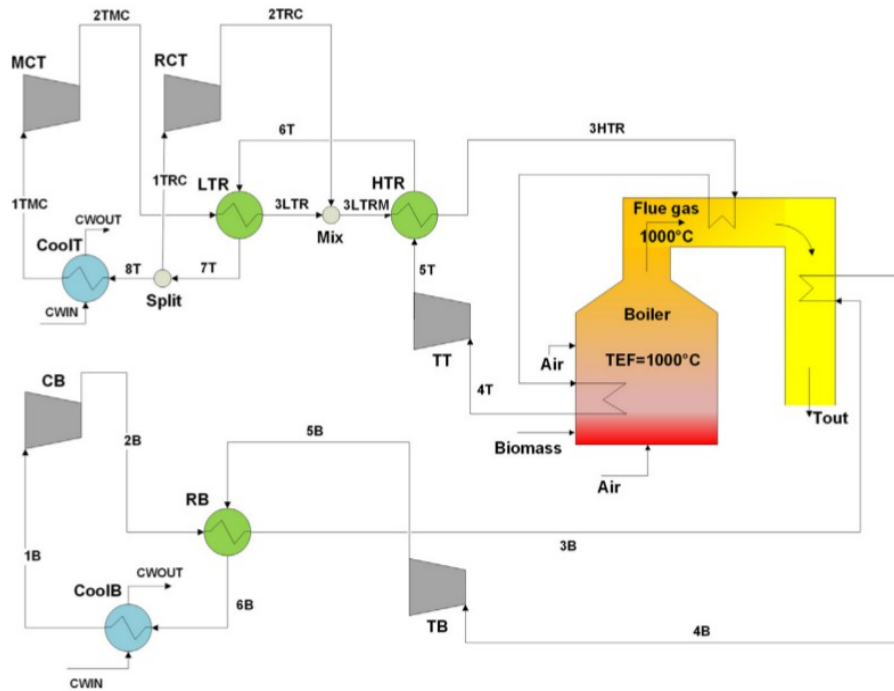 2TMC
2TRC
MCT
RCT
6T
3HTR
1TRC
LTR
HTR
1TMC
3LTR
3LTRM
Mix
CWOUT
CoolT
8T
7T
Split
CWIN
5T
TT
4T
Flue gas
1000°C
Boiler
Air
TEF=1000°C
Biomass
Air
Tout
CB
2B
5B
RB
3B
1B
CWOUT
CoolB
6B
TB
4B
CWIN